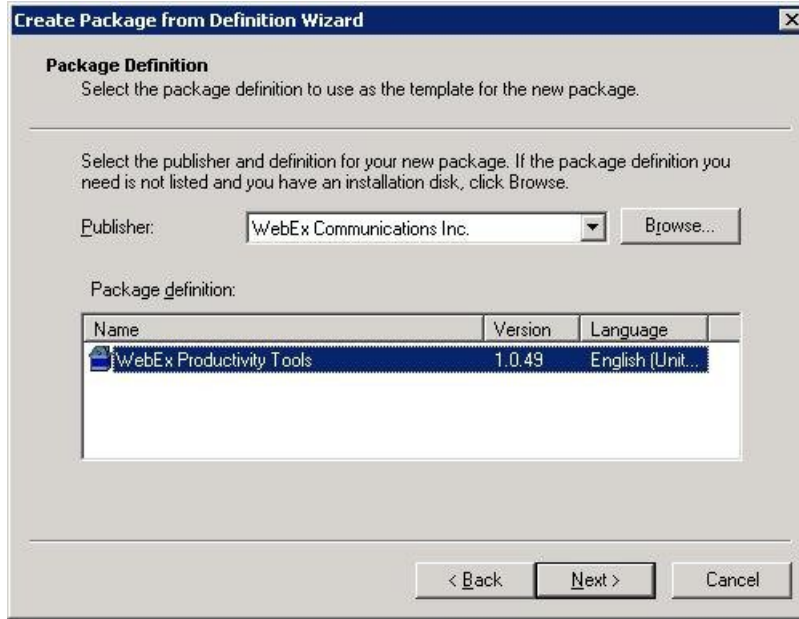 Create Package from Definition Wizard
Package Definition
Select the package definition to use as the template for the new package.
Select the publisher and definition for your new package. If the package definition you
need is not listed and you have an installation disk, click Browse.
Publisher: WebEx Communications Inc. Browse...
Package definition:
Name Version Language
WebEx Productivity Tools 1.0.49 English (Unit...
< Back Next > Cancel